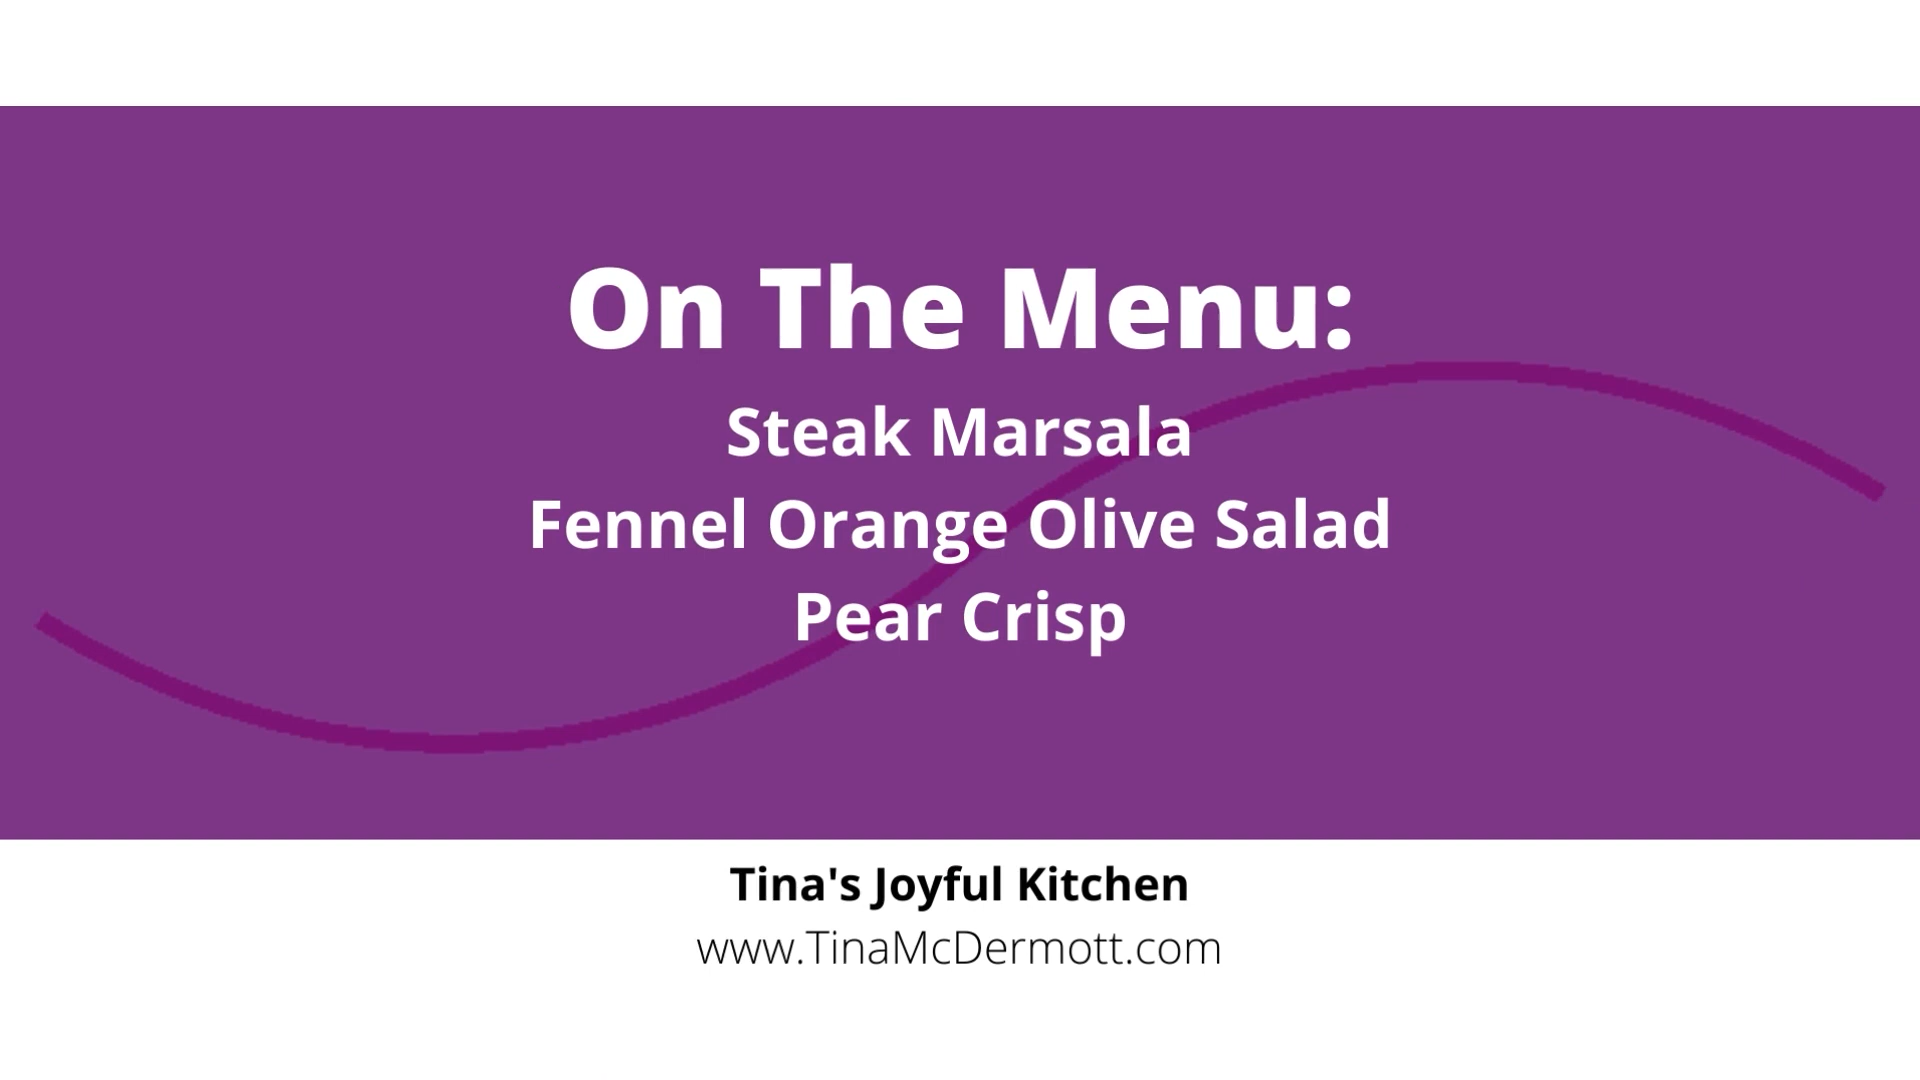 On The Menu:
Steak Marsala
Fennel Orange Olive Salad
Pear Crisp
Tina's Joyful Kitchen
www.TinaMcDermott.com